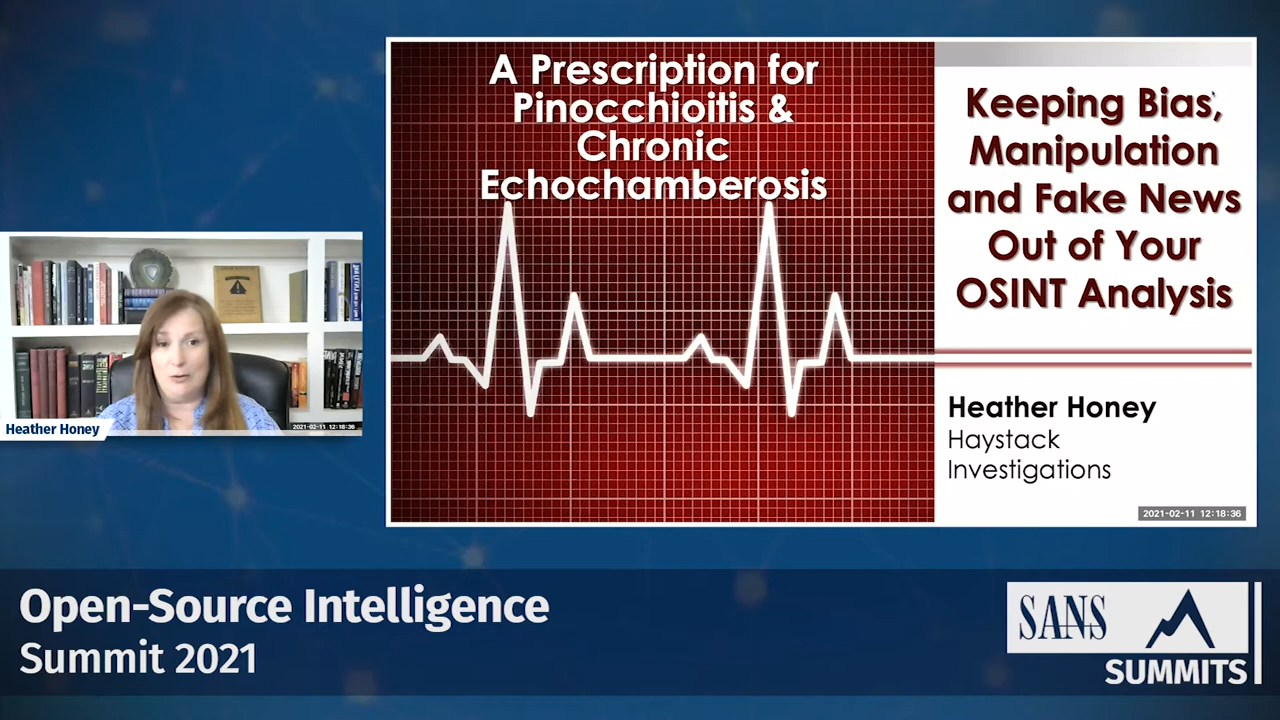 A Prescription for
Pinocchioitis &
Chronic
Echochamberosis
Keeping Bias,
Manipulation
and Fake News
Out of Your
OSINT Analysis
Heather Honey
Haystack
Investigations
2021-02-11 12:18:36
Heather Honey
2021-02-11 12:18:36
Open-Source Intelligence
Summit 2021
SANS
SUMMITS